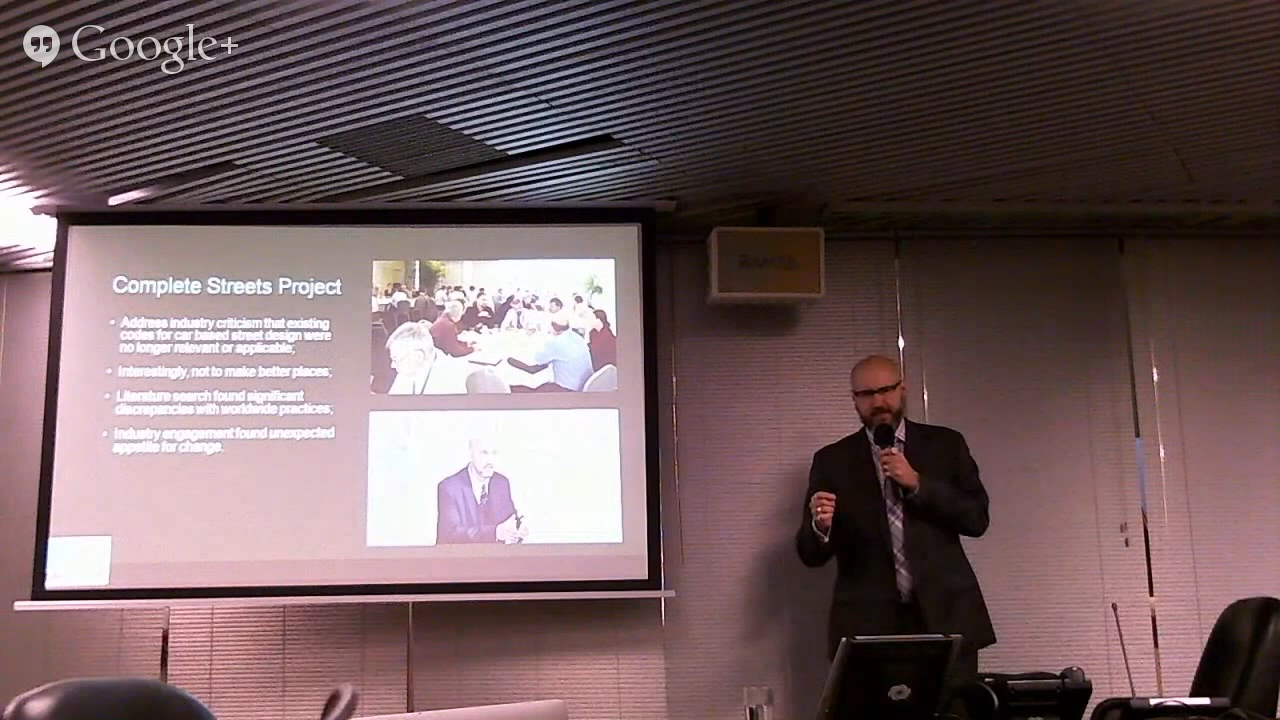 Google+
Complete Streets Project
• Address industry criticism that existing
codes for car based street design were
no longer relevant or applicable;
• Interestingly, not to make better places;
• Literature search found significant
discrepancies with worldwide practices;
• Industry engagement found unexpected
appetite for change.